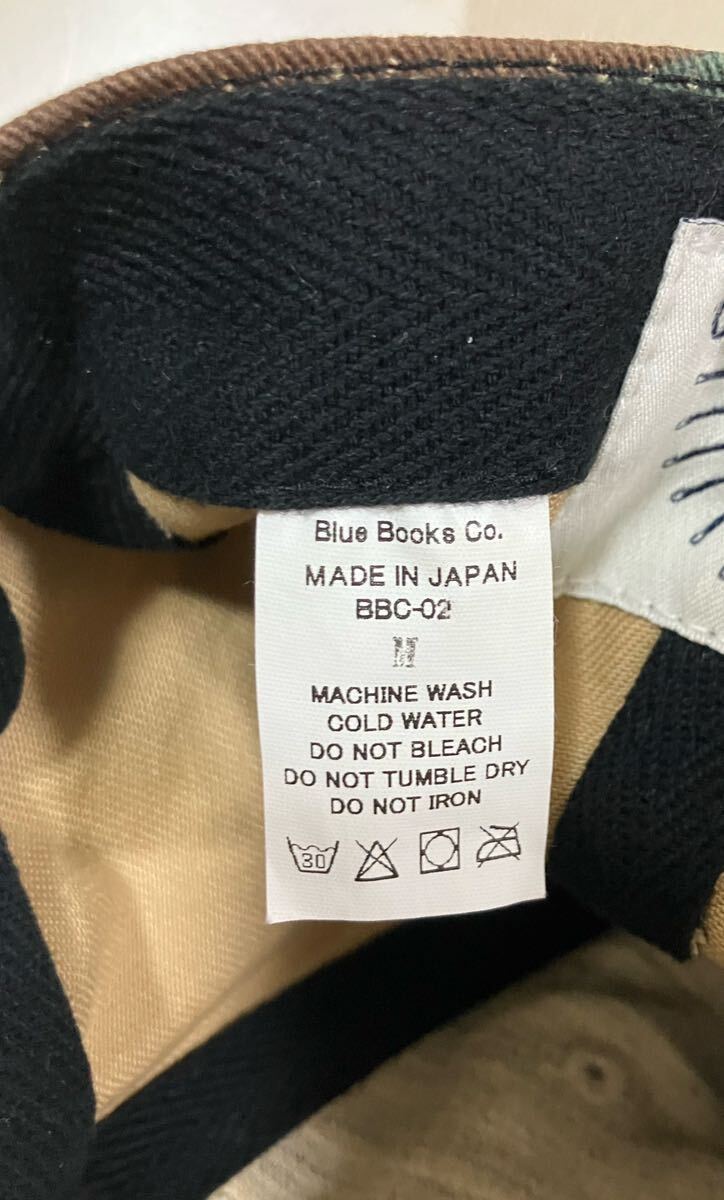 Blue Books Co.
MADE IN JAPAN
BBC-02
M
MACHINE WASH
COLD WATER
DO NOT BLEACH
DO NOT TUMBLE DRY
DO NOT IRON
30